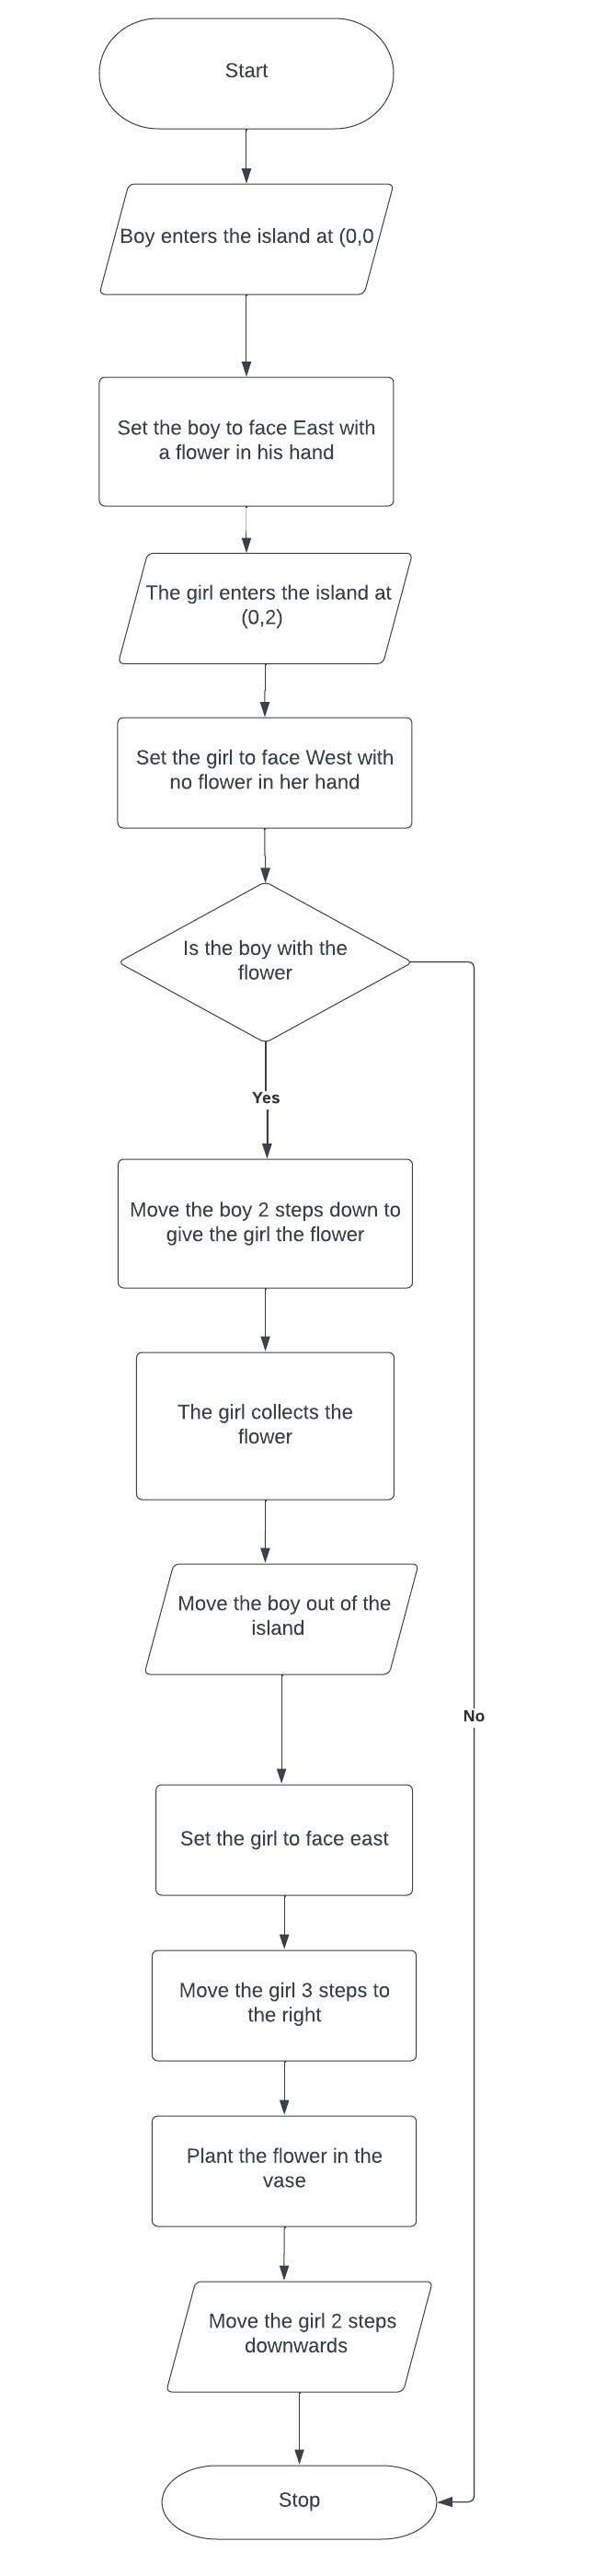 Start
Boy enters the island at (0,0
Set the boy to face East with
a flower in his hand
The girl enters the island at
(0,2)
Set the girl to face West with
no flower in her hand
Is the boy with the
flower
Yes
Move the boy 2 steps down to
give the girl the flower
The girl collects the
flower
Move the boy out of the
island
No
Set the girl to face east
Move the girl 3 steps to
the right
Plant the flower in the
vase
Move the girl 2 steps
downwards
Stop